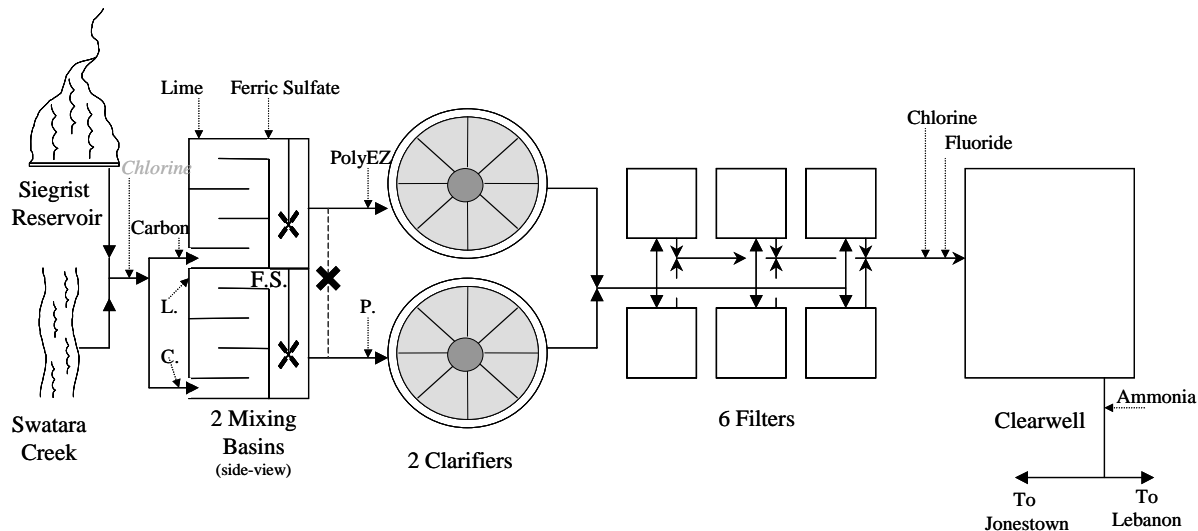 Siegrist
Reservoir
Swatara
Creek
Chlorine
Carbon
C.
L.
Lime
Ferric Sulfate
F.S.
2 Mixing
Basins
(side-view)
PolyEZ
P.
2 Clarifiers
6 Filters
Chlorine
Fluoride
Clearwell
Ammonia
To
Jonestown
To
Lebanon